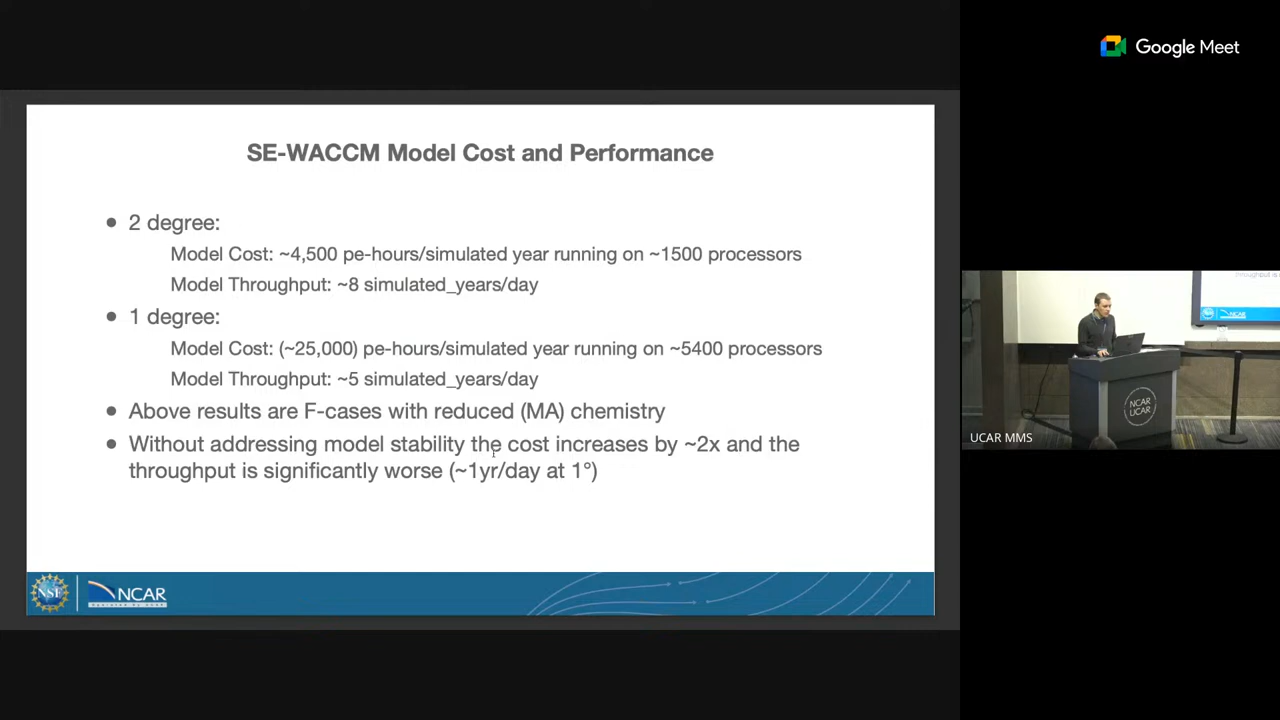 Google Meet
SE-WACCM Model Cost and Performance
● 2 degree:
Model Cost: ~4,500 pe-hours/simulated year running on ~1500 processors
Model Throughput: ~8 simulated_years/day
● 1 degree:
Model Cost: (~25,000) pe-hours/simulated year running on ~5400 processors
Model Throughput: ~5 simulated_years/day
● Above results are F-cases with reduced (MA) chemistry
● Without addressing model stability the cost increases by ~2x and the
throughput is significantly worse (~1yr/day at 1°)
NSF
NCAR
NCAR
UCAR
UCAR MMS